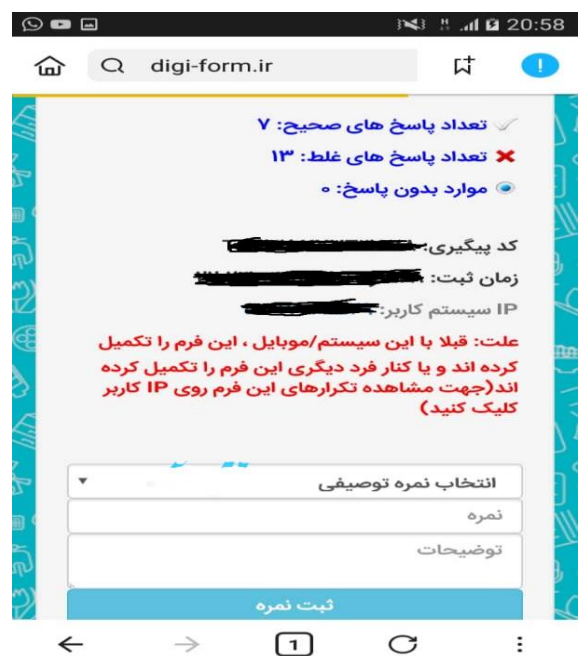 20:58
digi-form.ir
تعداد پاسخ های صحیح: ۷
تعداد پاسخ های غلط: ۱۳
موارد بدون پاسخ: ۰
کد پیگیری:
زمان ثبت:
IP سیستم کاربر:
علت: قبلا با این سیستم/موبایل ، این فرم را تکمیل
کرده اند و یا کنار فرد دیگری این فرم را تکمیل کرده
اند(جهت مشاهده تکرارهای این فرم روی IP کاربر
کلیک کنید)
انتخاب نمره توصیفی
نمره
توضیحات
ثبت نمره
1